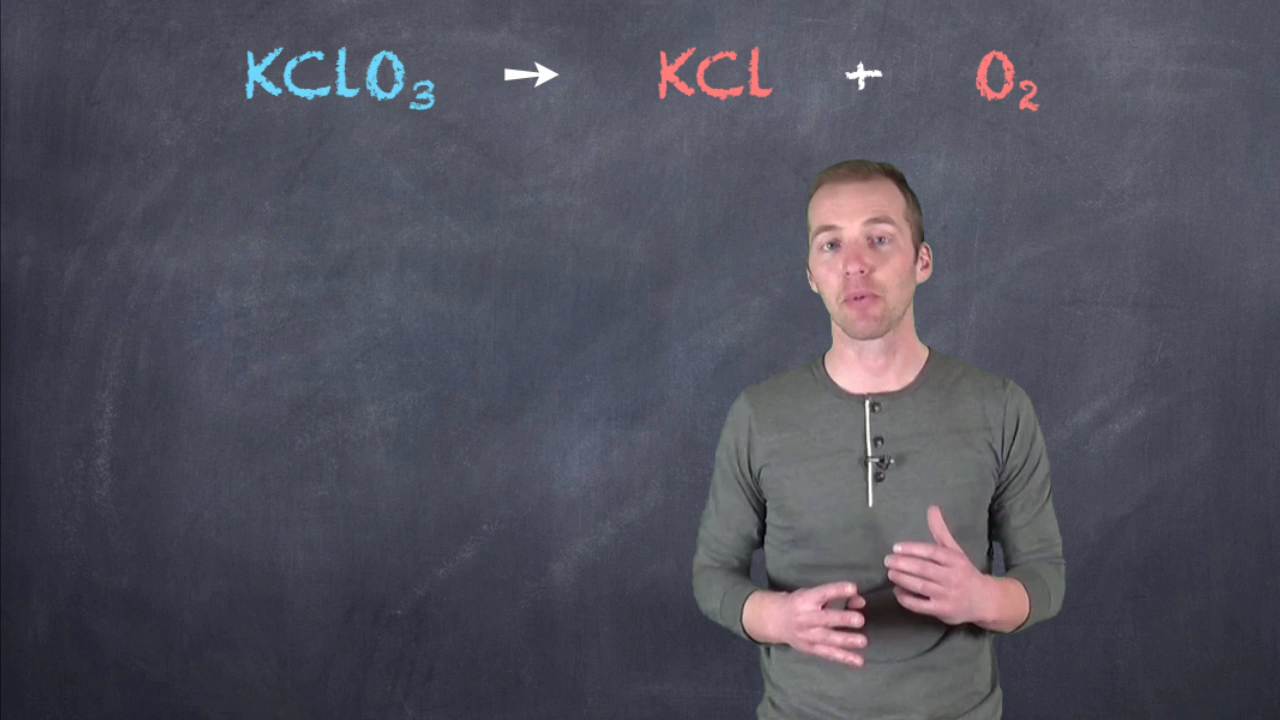 KClO₃ → KCl + O₂